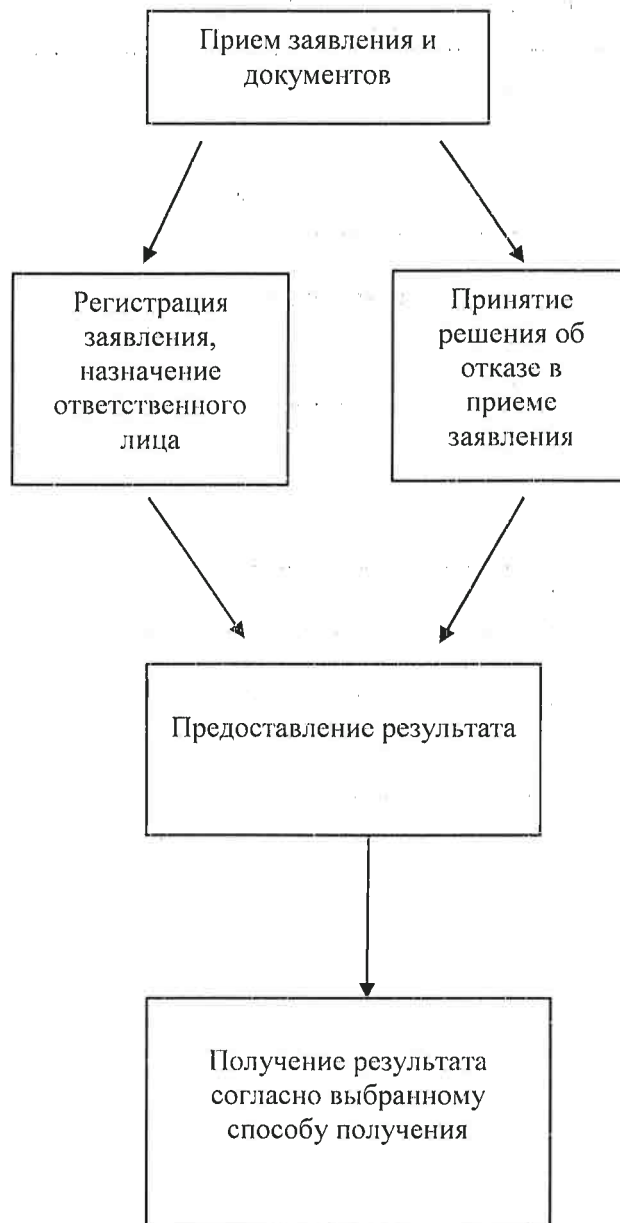 Прием заявления и
документов
Регистрация
заявления,
назначение
ответственного
лица
Принятие
решения об
отказе в
приеме
заявления
Предоставление результата
Получение результата
согласно выбранному
способу получения